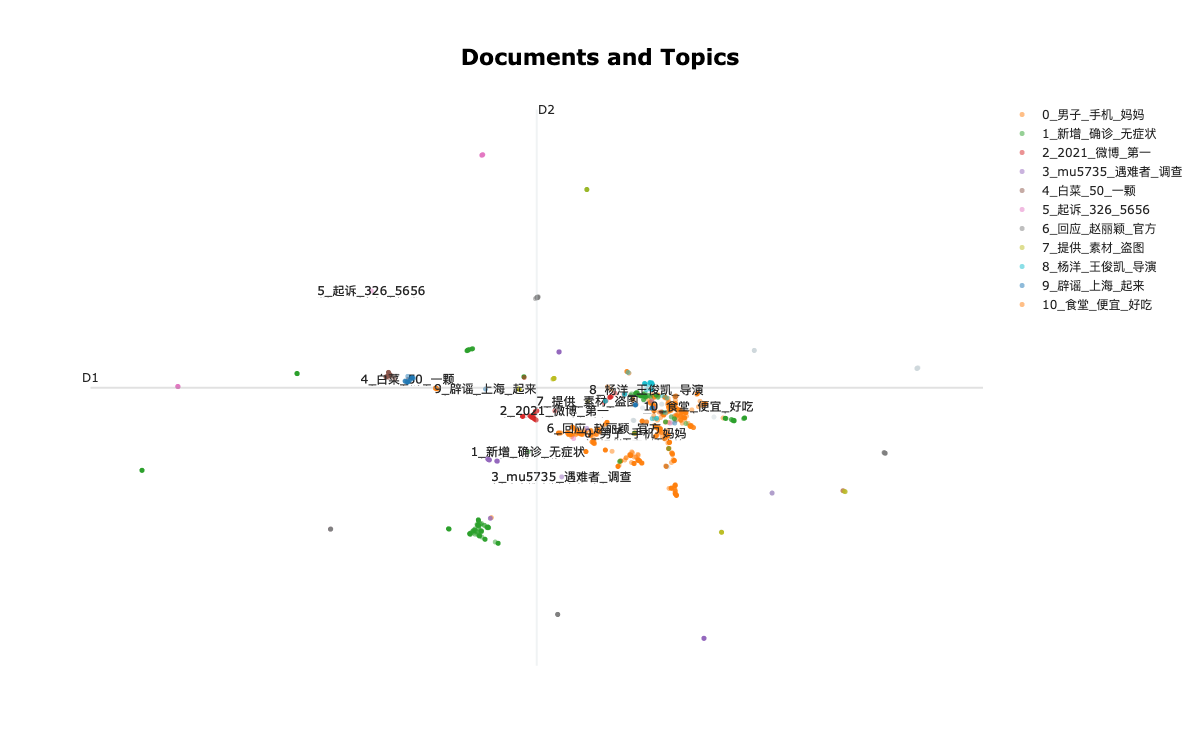 Documents and Topics
D2
0_男子_手机_妈妈
1_新增_确诊_无症状
2_2021_微博_第一
3_mu5735_遇难者_调查
4_白菜_50_一颗
5_起诉_326_5656
6_回应_赵丽颖_官方
7_提供_素材_盗图
8_杨洋_王俊凯_导演
9_辟谣_上海_起来
10_食堂_便宜_好吃
5_起诉_326_5656
D1
4_白菜_50_一颗
9_辟谣_上海_起来
8_杨洋_王俊凯_导演
7_提供_素材_盗图
10_食堂_便宜_好吃
2_2021_微博_第一
6_回应_赵丽颖_官方
0_男子_手机_妈妈
1_新增_确诊_无症状
3_mu5735_遇难者_调查